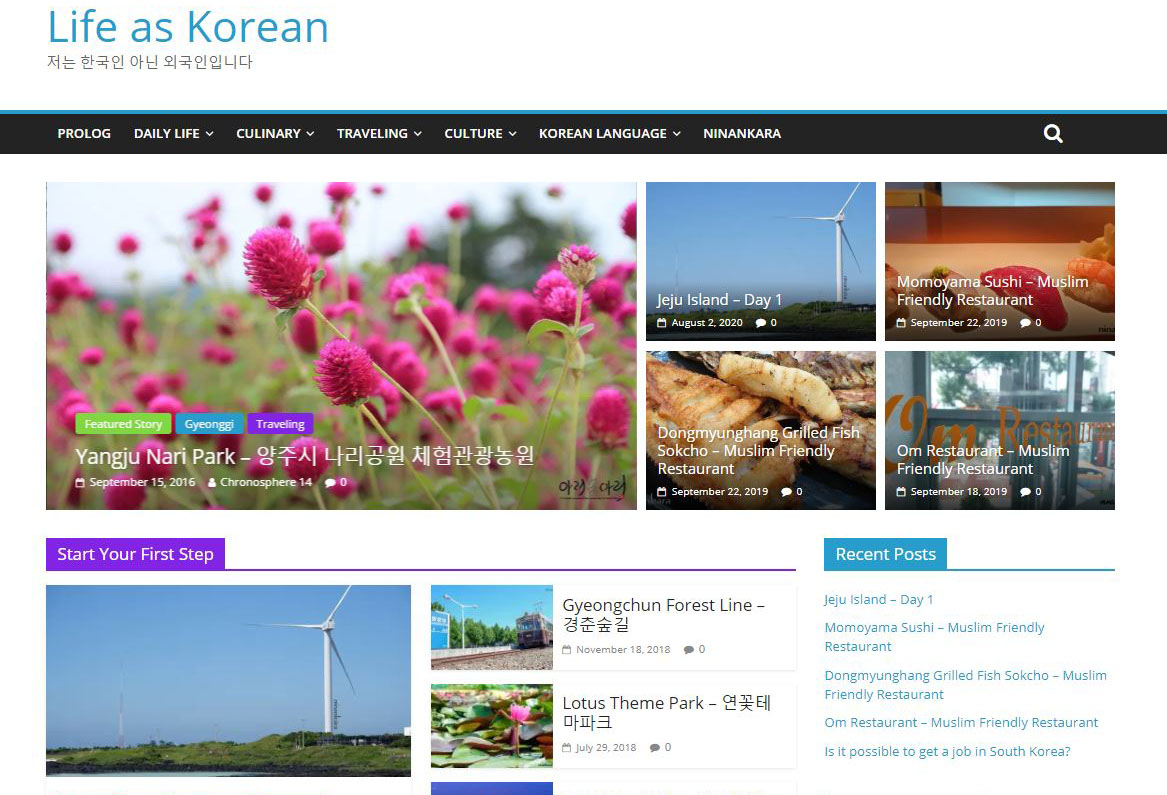 Life as Korean
저는 한국인 아닌 외국인입니다
PROLOG DAILY LIFE CULINARY TRAVELING CULTURE KOREAN LANGUAGE NINANKARA
Featured Story Gyeonggi Traveling
Yangju Nari Park – 양주시 나리공원 체험관광농원
September 15, 2016 Chronosphere 14 0
Jeju Island – Day 1
August 2, 2020 0
Momoyama Sushi – Muslim
Friendly Restaurant
September 22, 2019 0
Dongmyunghang Grilled Fish
Sokcho – Muslim Friendly
Restaurant
September 22, 2019 0
Om Restaurant
Om Restaurant – Muslim
Friendly Restaurant
September 18, 2019 0
Start Your First Step
Gyeongchun Forest Line –
경춘숲길
November 18, 2018 0
Lotus Theme Park – 연꽃테
마파크
July 29, 2018 0
Recent Posts
Jeju Island – Day 1
Momoyama Sushi – Muslim Friendly
Restaurant
Dongmyunghang Grilled Fish Sokcho – Muslim
Friendly Restaurant
Om Restaurant – Muslim Friendly Restaurant
Is it possible to get a job in South Korea?